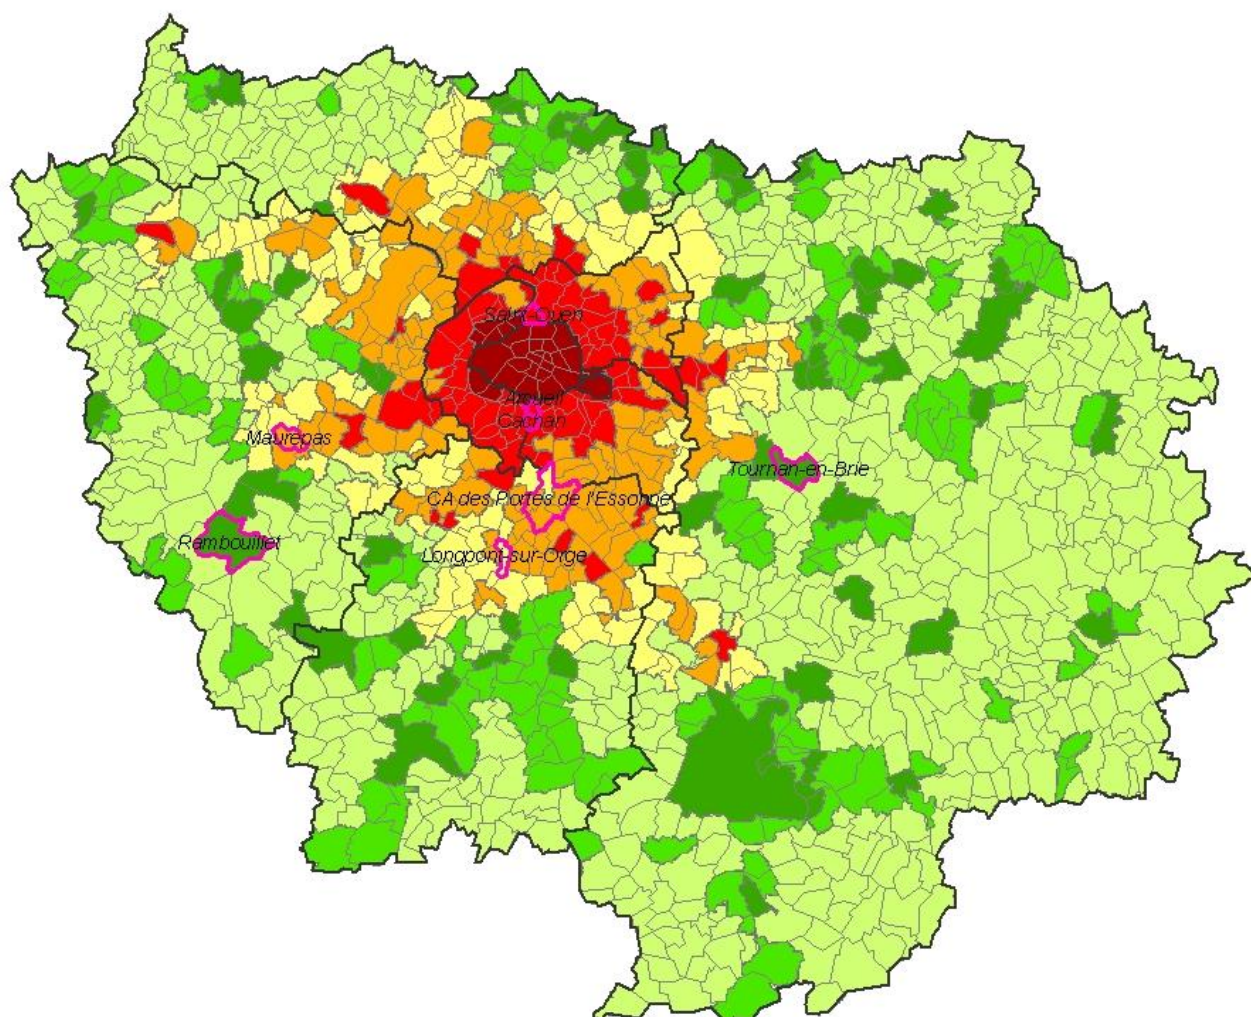 Saint-Ouen
Arcueil
Cachan
Maurepas
Tournan-en-Brie
CA des Portes de l'Essonne
Rambouillet
Longpont-sur-Orge